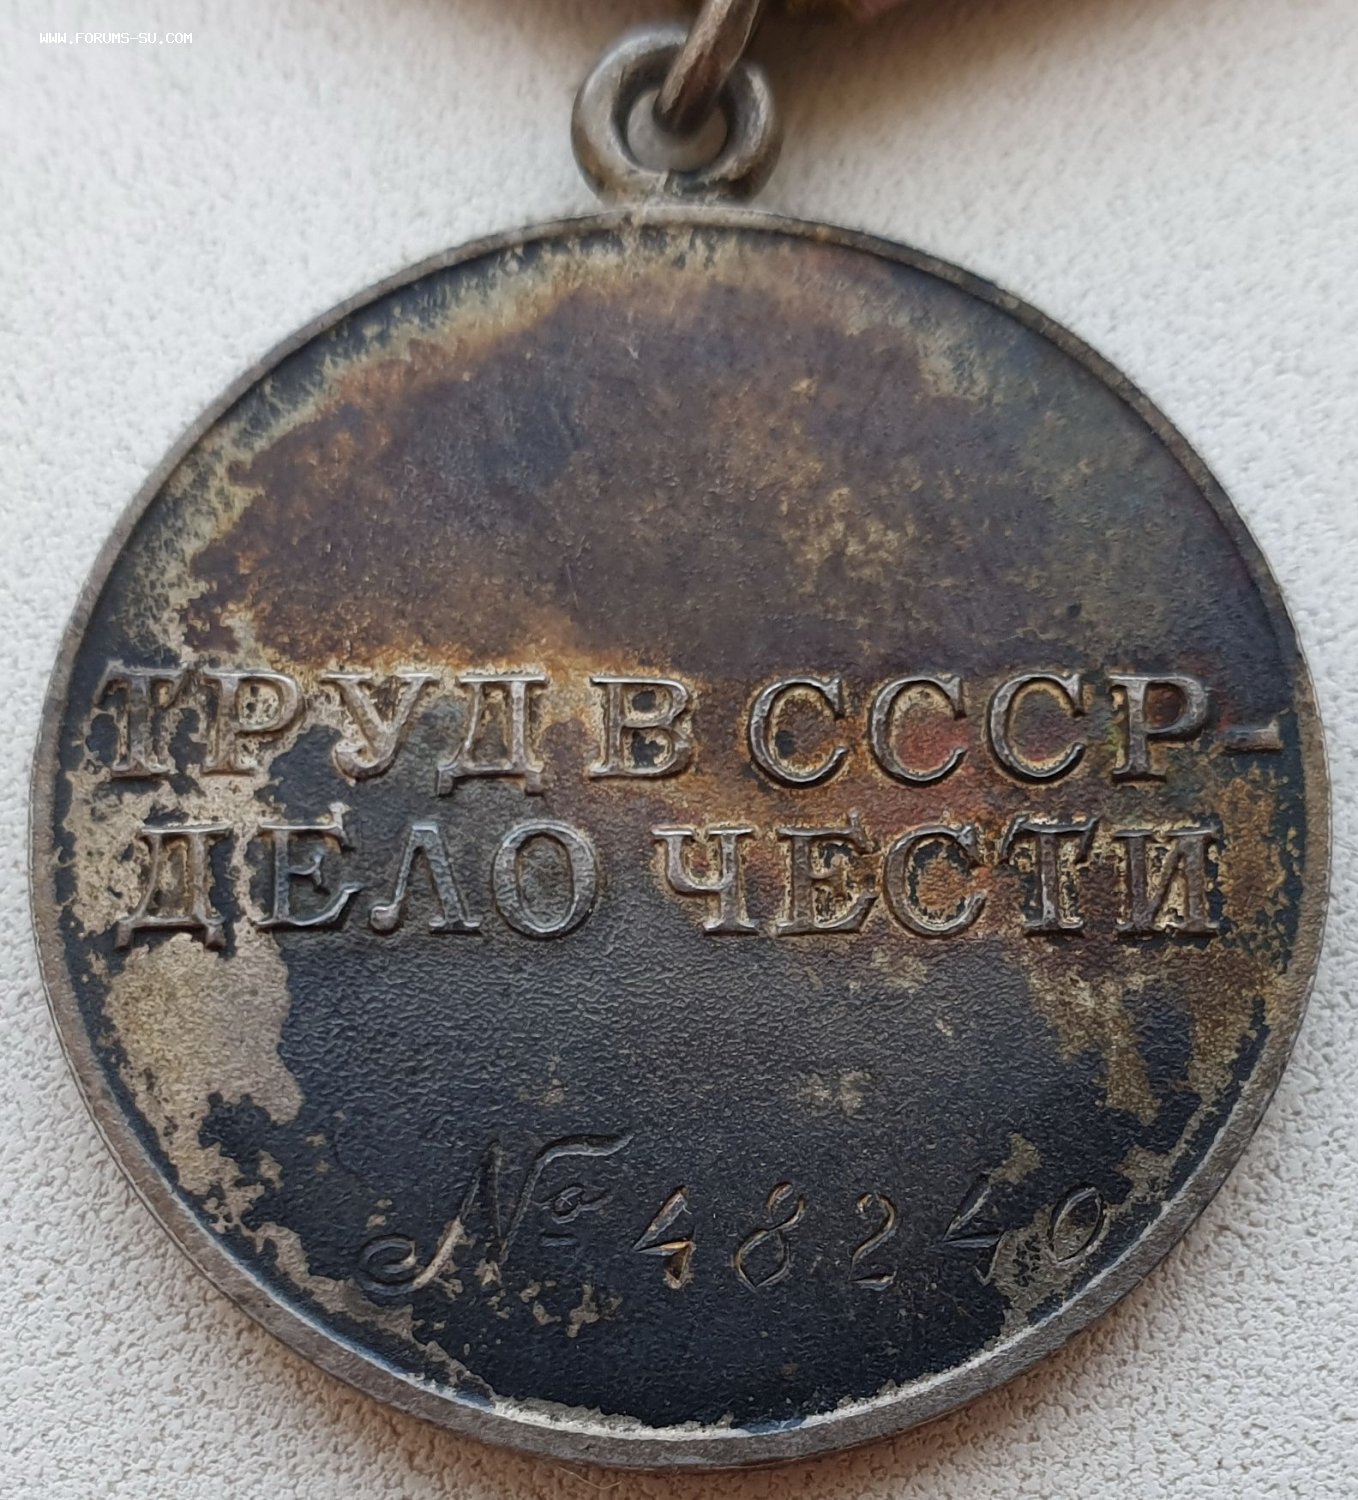 WWW.FORUMS-SU.COM
ТРУД В СССР-
ДЕЛО ЧЕСТИ
№ 48240